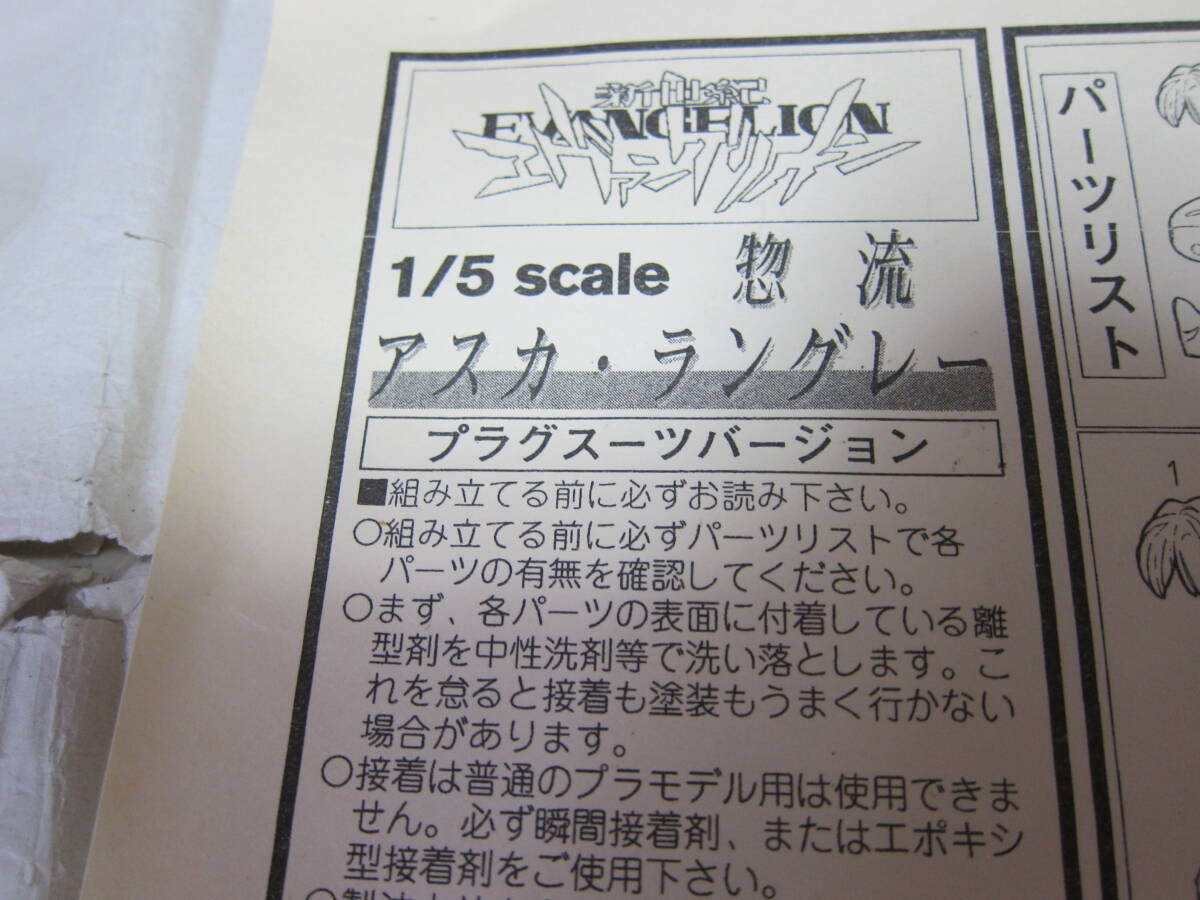 新世紀
EVANGELION
エヴァンゲリオン
1/5 scale 惣 流
アスカ・ラングレー
プラグスーツバージョン
■組み立てる前に必ずお読み下さい。
○組み立てる前に必ずパーツリストで各
パーツの有無を確認してください。
○まず、各パーツの表面に付着している離
型剤を中性洗剤等で洗い落とします。こ
れを怠ると接着も塗装もうまく行かない
場合があります。
○接着は普通のプラモデル用は使用できま
せん。必ず瞬間接着剤、またはエポキシ
型接着剤をご使用下さい。
パーツリスト
1